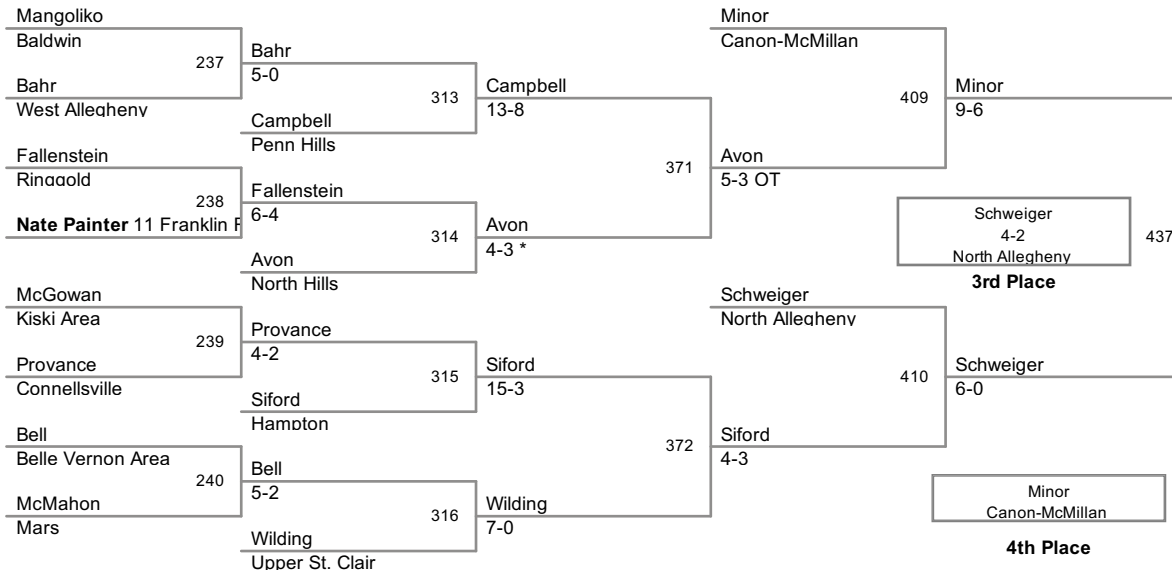 Mangoliko
Baldwin
237
Bahr
West Allegheny
Fallenstein
Ringgold
238
Nate Painter 11 Franklin
McGowan
Kiski Area
239
Provance
Connellsville
Bell
Belle Vernon Area
240
McMahon
Mars
Bahr
5-0
313
Campbell
Penn Hills
Fallenstein
6-4
314
Avon
North Hills
Provance
4-2
315
Siford
Hampton
Bell
5-2
316
Wilding
Upper St. Clair
Campbell
13-8
371
Avon
4-3 *
Siford
15-3
372
Wilding
7-0
Minor
Canon-McMillan
409
Avon
5-3 OT
Schweiger
North Allegheny
410
Siford
4-3
Minor
9-6
Schweiger
4-2
North Allegheny
437
3rd Place
Schweiger
6-0
Minor
Canon-McMillan
4th Place